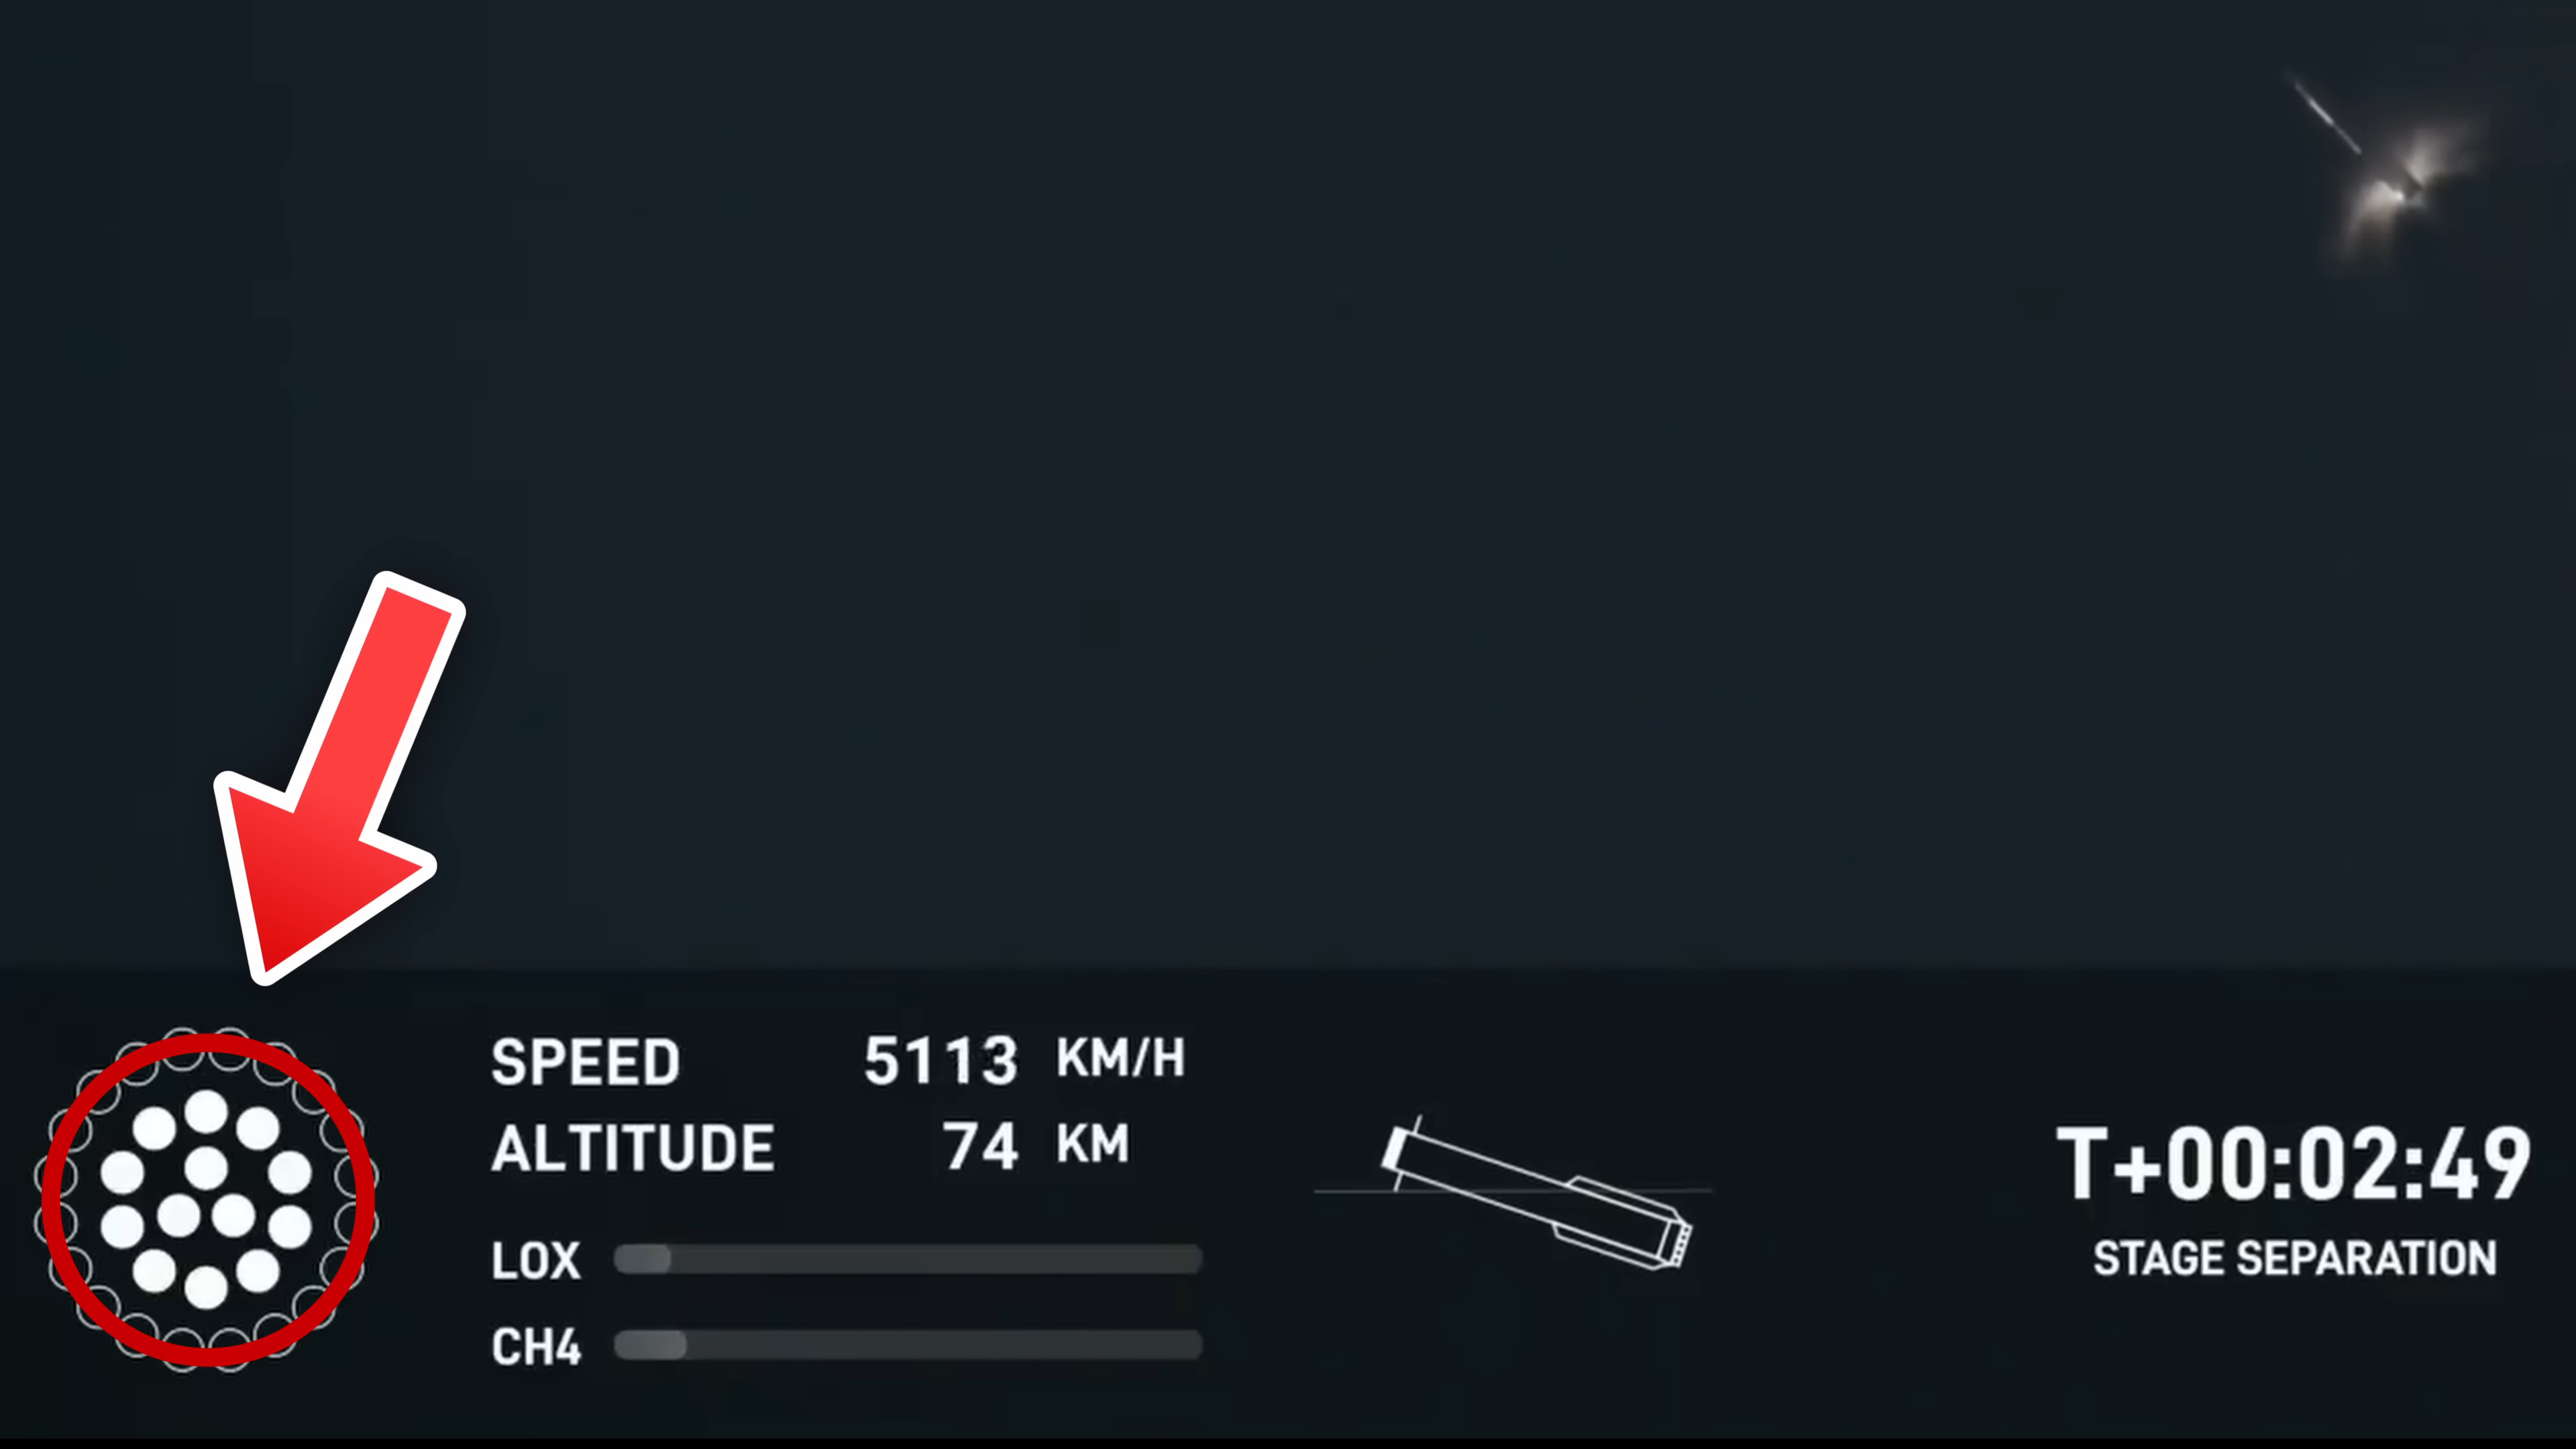 SPEED 5113 KM/H
ALTITUDE 74 KM
LOX
CH4
T+00:02:49
STAGE SEPARATION